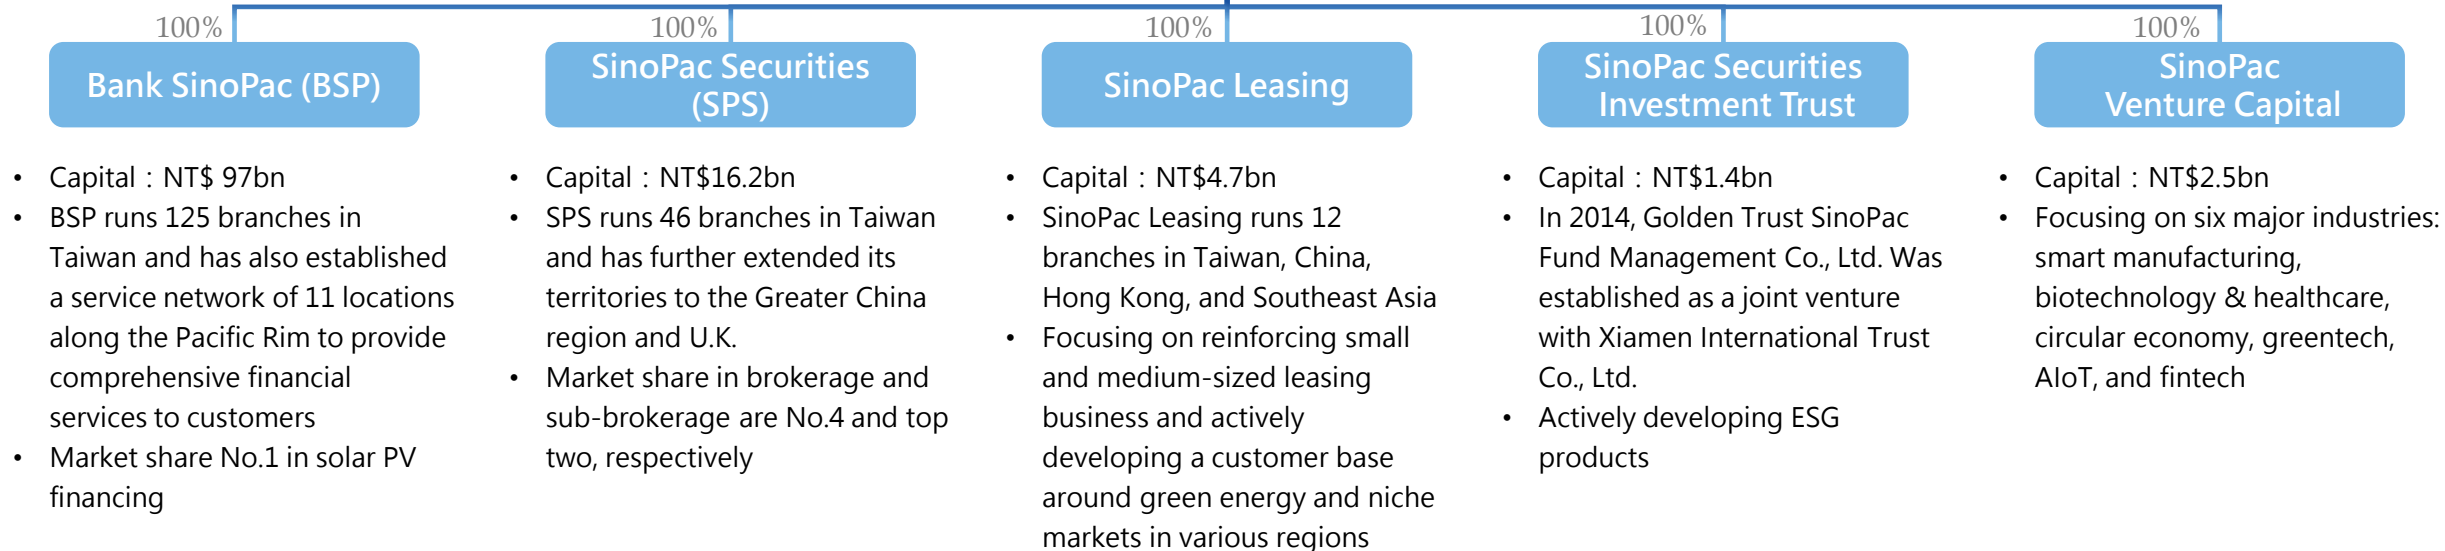 100%
Bank SinoPac (BSP)
• Capital：NT$ 97bn
• BSP runs 125 branches in
Taiwan and has also established
a service network of 11 locations
along the Pacific Rim to provide
comprehensive financial
services to customers
• Market share No.1 in solar PV
financing
100%
SinoPac Securities
(SPS)
• Capital：NT$16.2bn
• SPS runs 46 branches in Taiwan
and has further extended its
territories to the Greater China
region and U.K.
• Market share in brokerage and
sub-brokerage are No.4 and top
two, respectively
100%
SinoPac Leasing
• Capital：NT$4.7bn
• SinoPac Leasing runs 12
branches in Taiwan, China,
Hong Kong, and Southeast Asia
• Focusing on reinforcing small
and medium-sized leasing
business and actively
developing a customer base
around green energy and niche
markets in various regions
100%
SinoPac Securities
Investment Trust
• Capital：NT$1.4bn
• In 2014, Golden Trust SinoPac
Fund Management Co., Ltd. Was
established as a joint venture
with Xiamen International Trust
Co., Ltd.
• Actively developing ESG
products
100%
SinoPac
Venture Capital
• Capital：NT$2.5bn
• Focusing on six major industries:
smart manufacturing,
biotechnology & healthcare,
circular economy, greentech,
AIoT, and fintech